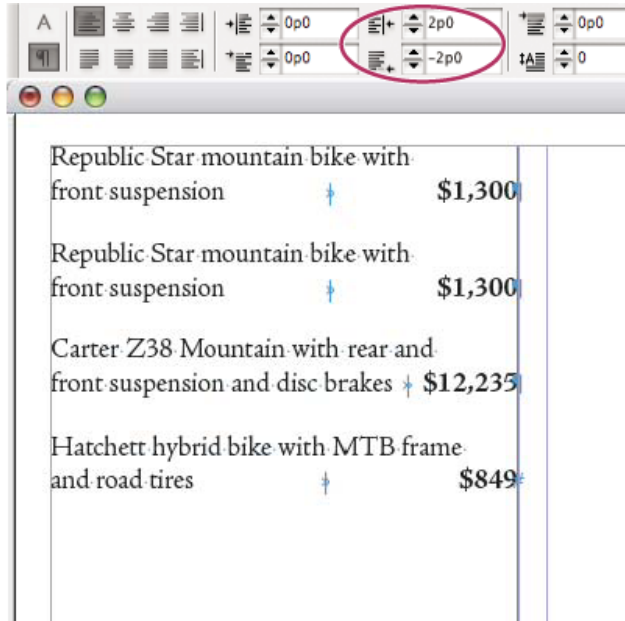 A 0p0 2p0 0p0
¶ 0p0 -2p0 A 0
Republic Star mountain bike with
front suspension » $1,300¶
Republic Star mountain bike with
front suspension » $1,300¶
Carter Z38 Mountain with rear and
front suspension and disc brakes » $12,235¶
Hatchett hybrid bike with MTB frame
and road tires » $849#